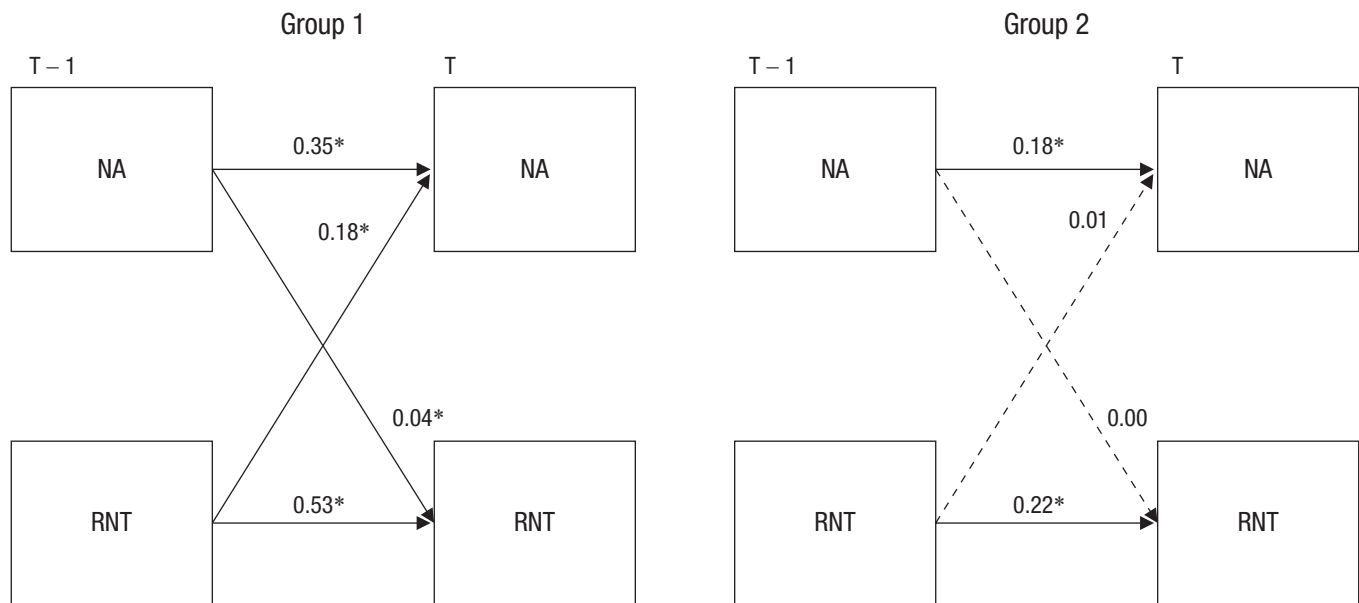 Group 1
T – 1
T
NA
0.35*
NA
0.18*
0.04*
RNT
0.53*
RNT
Group 2
T – 1
T
NA
0.18*
NA
0.01
0.00
RNT
0.22*
RNT